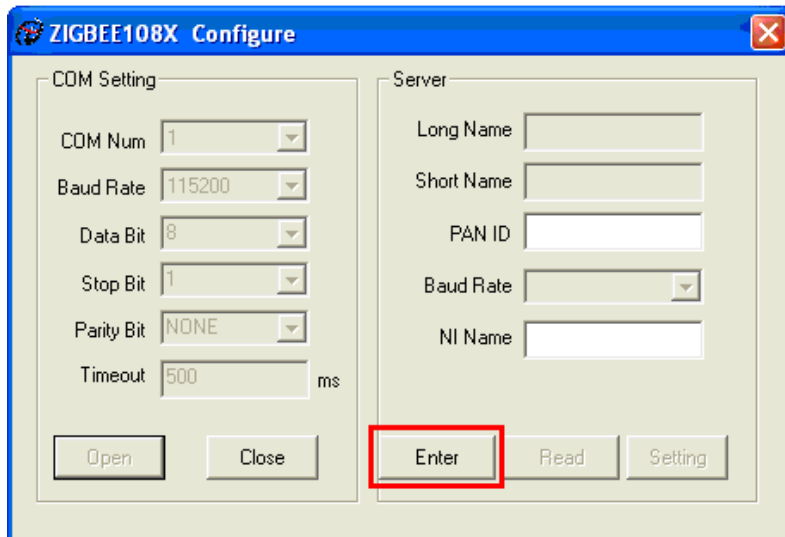 ZIGBEE108X Configure
COM Setting
COM Num 1
Baud Rate 115200
Data Bit 8
Stop Bit 1
Parity Bit NONE
Timeout 500 ms
Open Close
Server
Long Name
Short Name
PAN ID
Baud Rate
NI Name
Enter Read Setting